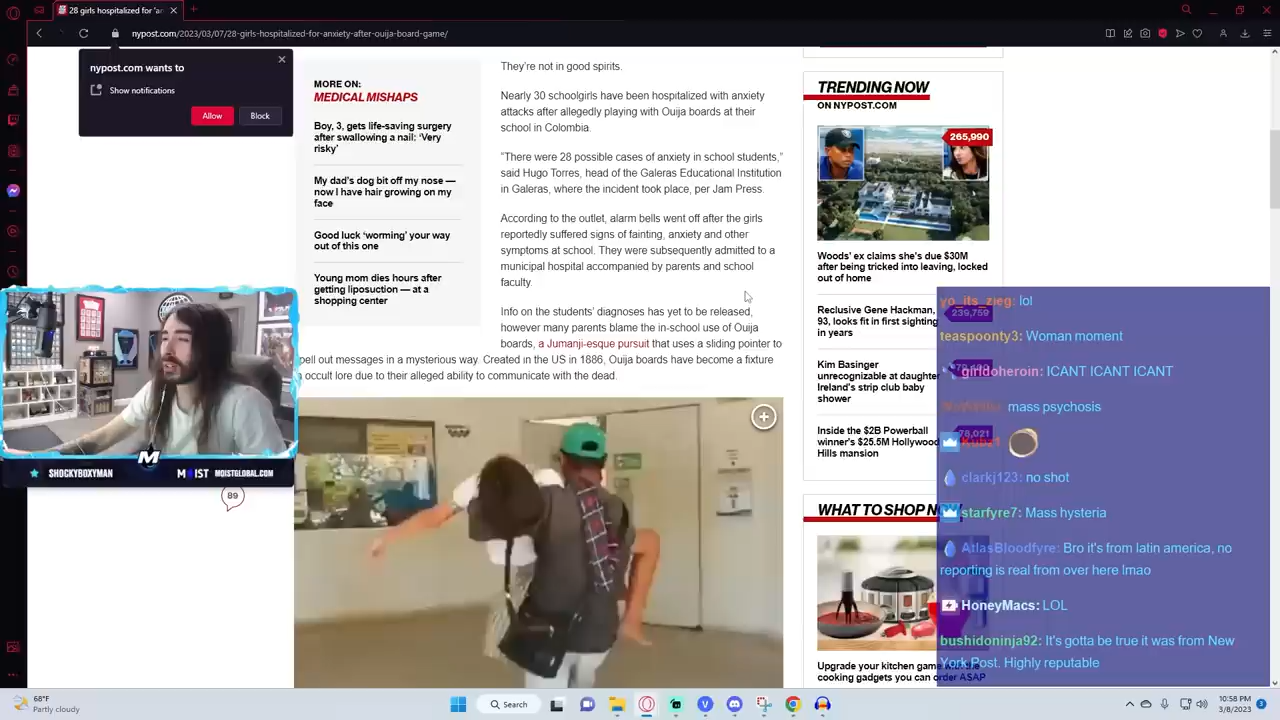 28 girls hospitalized for 'an
nypost.com/2023/03/07/28-girls-hospitalized-for-anxiety-after-ouija-board-game/
nypost.com wants to
Show notifications
Allow
Block
MORE ON:
MEDICAL MISHAPS
Boy, 3, gets life-saving surgery
after swallowing a nail: 'Very
risky'
My dad's dog bit off my nose —
now I have hair growing on my
face
Good luck 'worming' your way
out of this one
Young mom dies hours after
getting liposuction — at a
shopping center
They're not in good spirits.
Nearly 30 schoolgirls have been hospitalized with anxiety
attacks after allegedly playing with Ouija boards at their
school in Colombia.
"There were 28 possible cases of anxiety in school students,"
said Hugo Torres, head of the Galeras Educational Institution
in Galeras, where the incident took place, per Jam Press.
According to the outlet, alarm bells went off after the girls
reportedly suffered signs of fainting, anxiety and other
symptoms at school. They were subsequently admitted to a
municipal hospital accompanied by parents and school
faculty.
Info on the students' diagnoses has yet to be released,
however many parents blame the in-school use of Ouija
boards, a Jumanji-esque pursuit that uses a sliding pointer to
pell out messages in a mysterious way. Created in the US in 1886, Ouija boards have become a fixture
occult lore due to their alleged ability to communicate with the dead.
TRENDING NOW
ON NYPOST.COM
265,990
Woods' ex claims she's due $30M
after being tricked into leaving, locked
out of home
239,759
Reclusive Gene Hackman,
93, looks fit in first sighting
in years
Kim Basinger
unrecognizable at daughter
Ireland's strip club baby
shower
78,021
Inside the $2B Powerball
winner's $25.5M Hollywood
Hills mansion
WHAT TO SHOP N
Upgrade your kitchen game with the
cooking gadgets you can order ASAP
yo_its_zieg: lol
teaspoonty3: Woman moment
girldoheroin: ICANT ICANT ICANT
mass psychosis
Kubz1
clarkj123: no shot
starfyre7: Mass hysteria
AtlasBloodfyre: Bro it's from latin america, no
reporting is real from over here lmao
HoneyMacs: LOL
bushidoninja92: It's gotta be true it was from New
York Post. Highly reputable
SHOCKYBOXYMAN
M
MOIST
MOISTGLOBAL.COM
89
68°F
Partly cloudy
Search
10:58 PM
3/8/2023